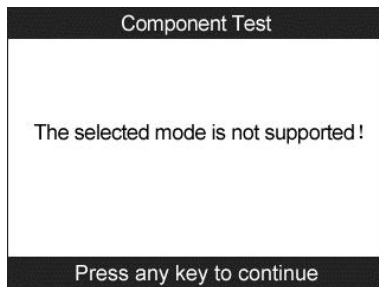 Component Test
The selected mode is not supported!
Press any key to continue